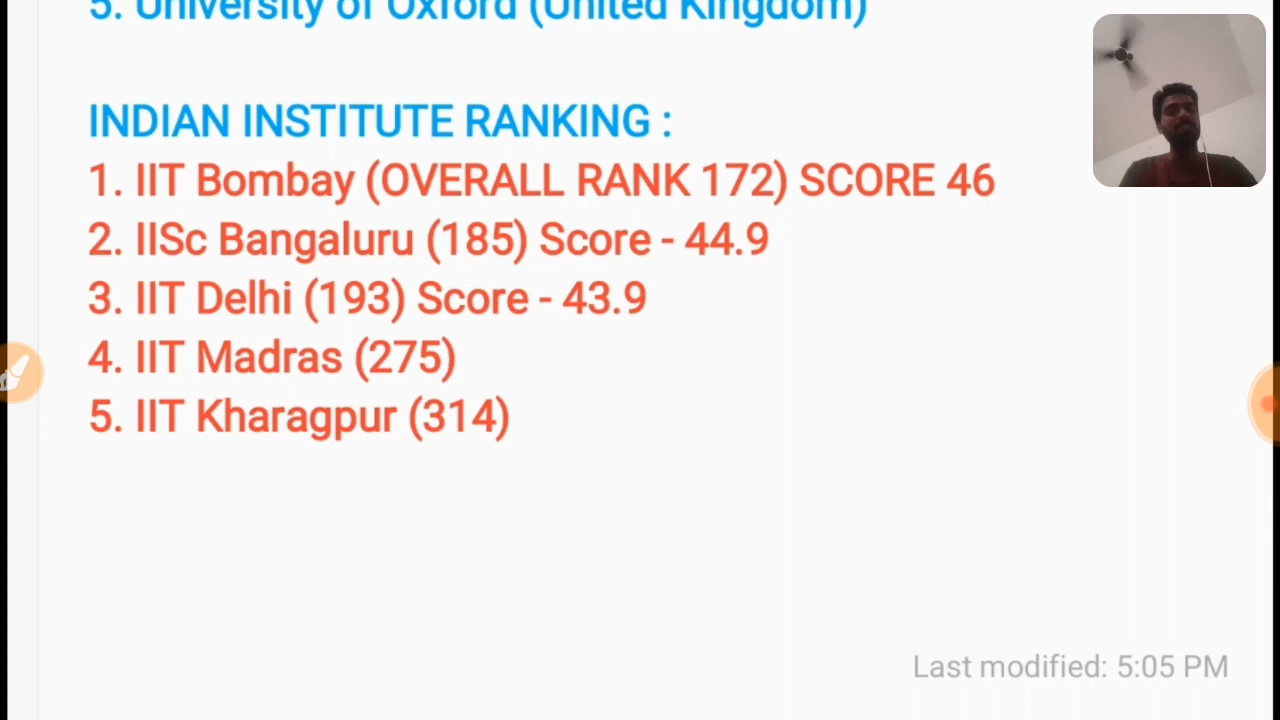 5. University of Oxford (United Kingdom)
INDIAN INSTITUTE RANKING :
1. IIT Bombay (OVERALL RANK 172) SCORE 46
2. IISc Bangaluru (185) Score - 44.9
3. IIT Delhi (193) Score - 43.9
4. IIT Madras (275)
5. IIT Kharagpur (314)
Last modified: 5:05 PM